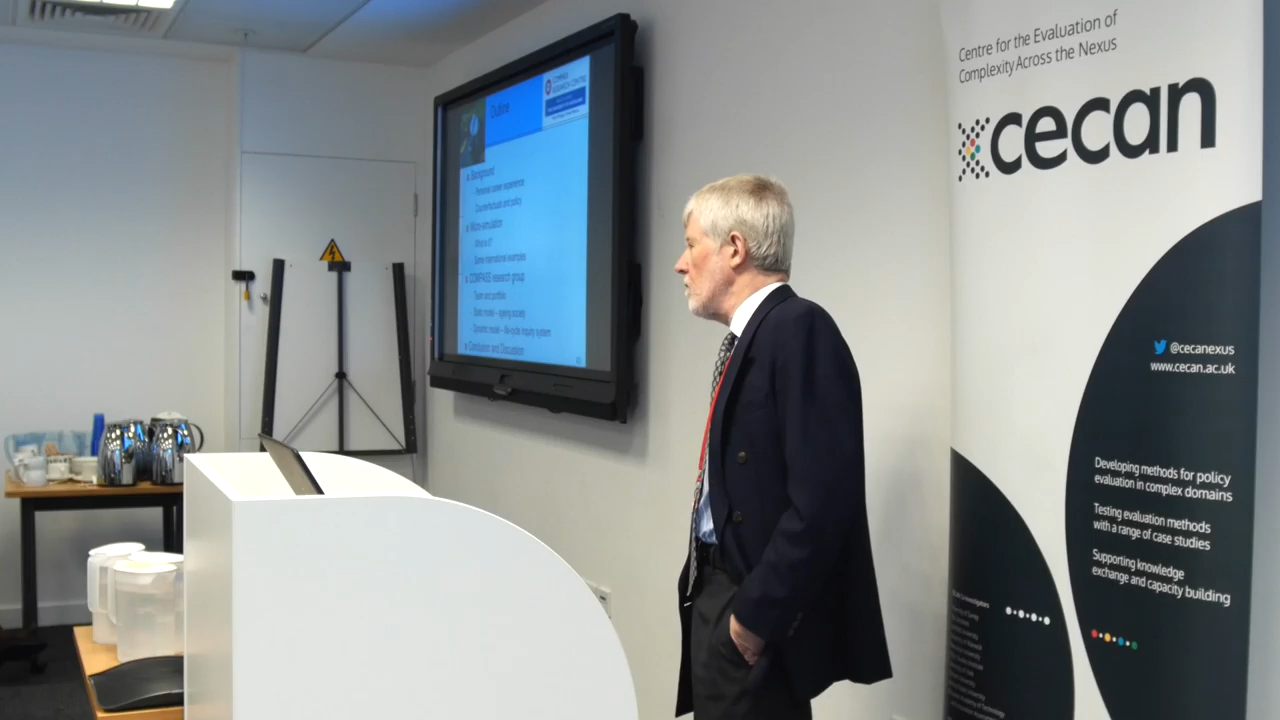 Outline
COMPASS
RESEARCH CENTRE
Background
Personal career experience
Counterfactuals and policy
Micro-simulation
What is it?
Some international examples
COMPASS research group
Team and portfolio
Static model – ageing society
Dynamic model – life-cycle inquiry system
Conclusion and Discussion
Centre for the Evaluation of
Complexity Across the Nexus
cecan
@cecanexus
www.cecan.ac.uk
Developing methods for policy
evaluation in complex domains
Testing evaluation methods
with a range of case studies
Supporting knowledge
exchange and capacity building